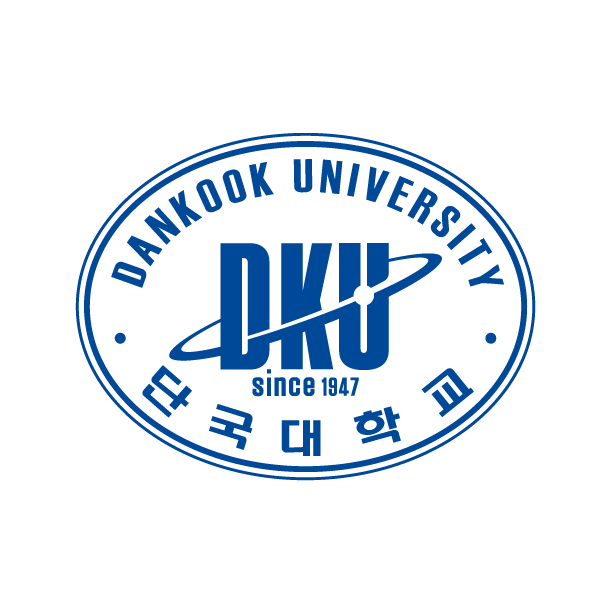 DANKOOK UNIVERSITY
DKU
since 1947
단국대학교